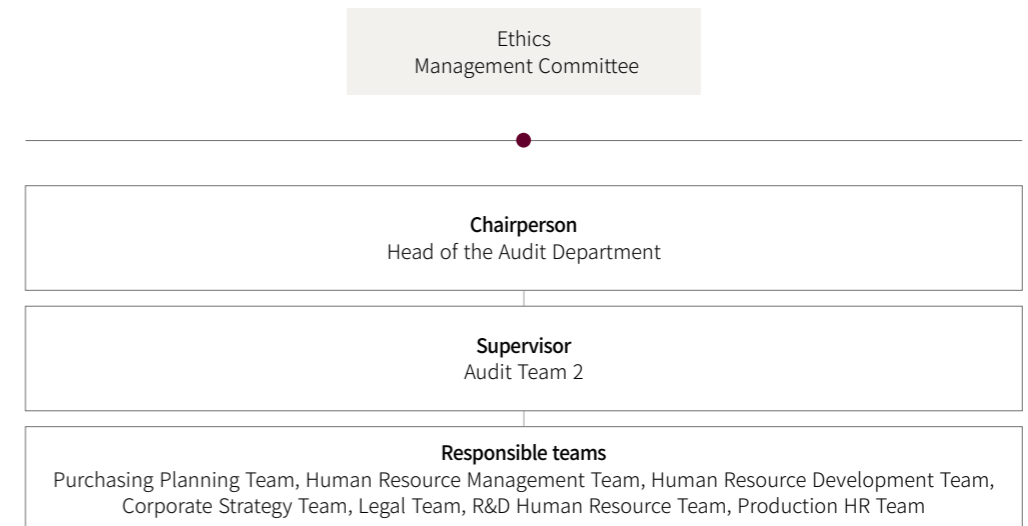 Ethics
Management Committee
Chairperson
Head of the Audit Department
Supervisor
Audit Team 2
Responsible teams
Purchasing Planning Team, Human Resource Management Team, Human Resource Development Team,
Corporate Strategy Team, Legal Team, R&D Human Resource Team, Production HR Team